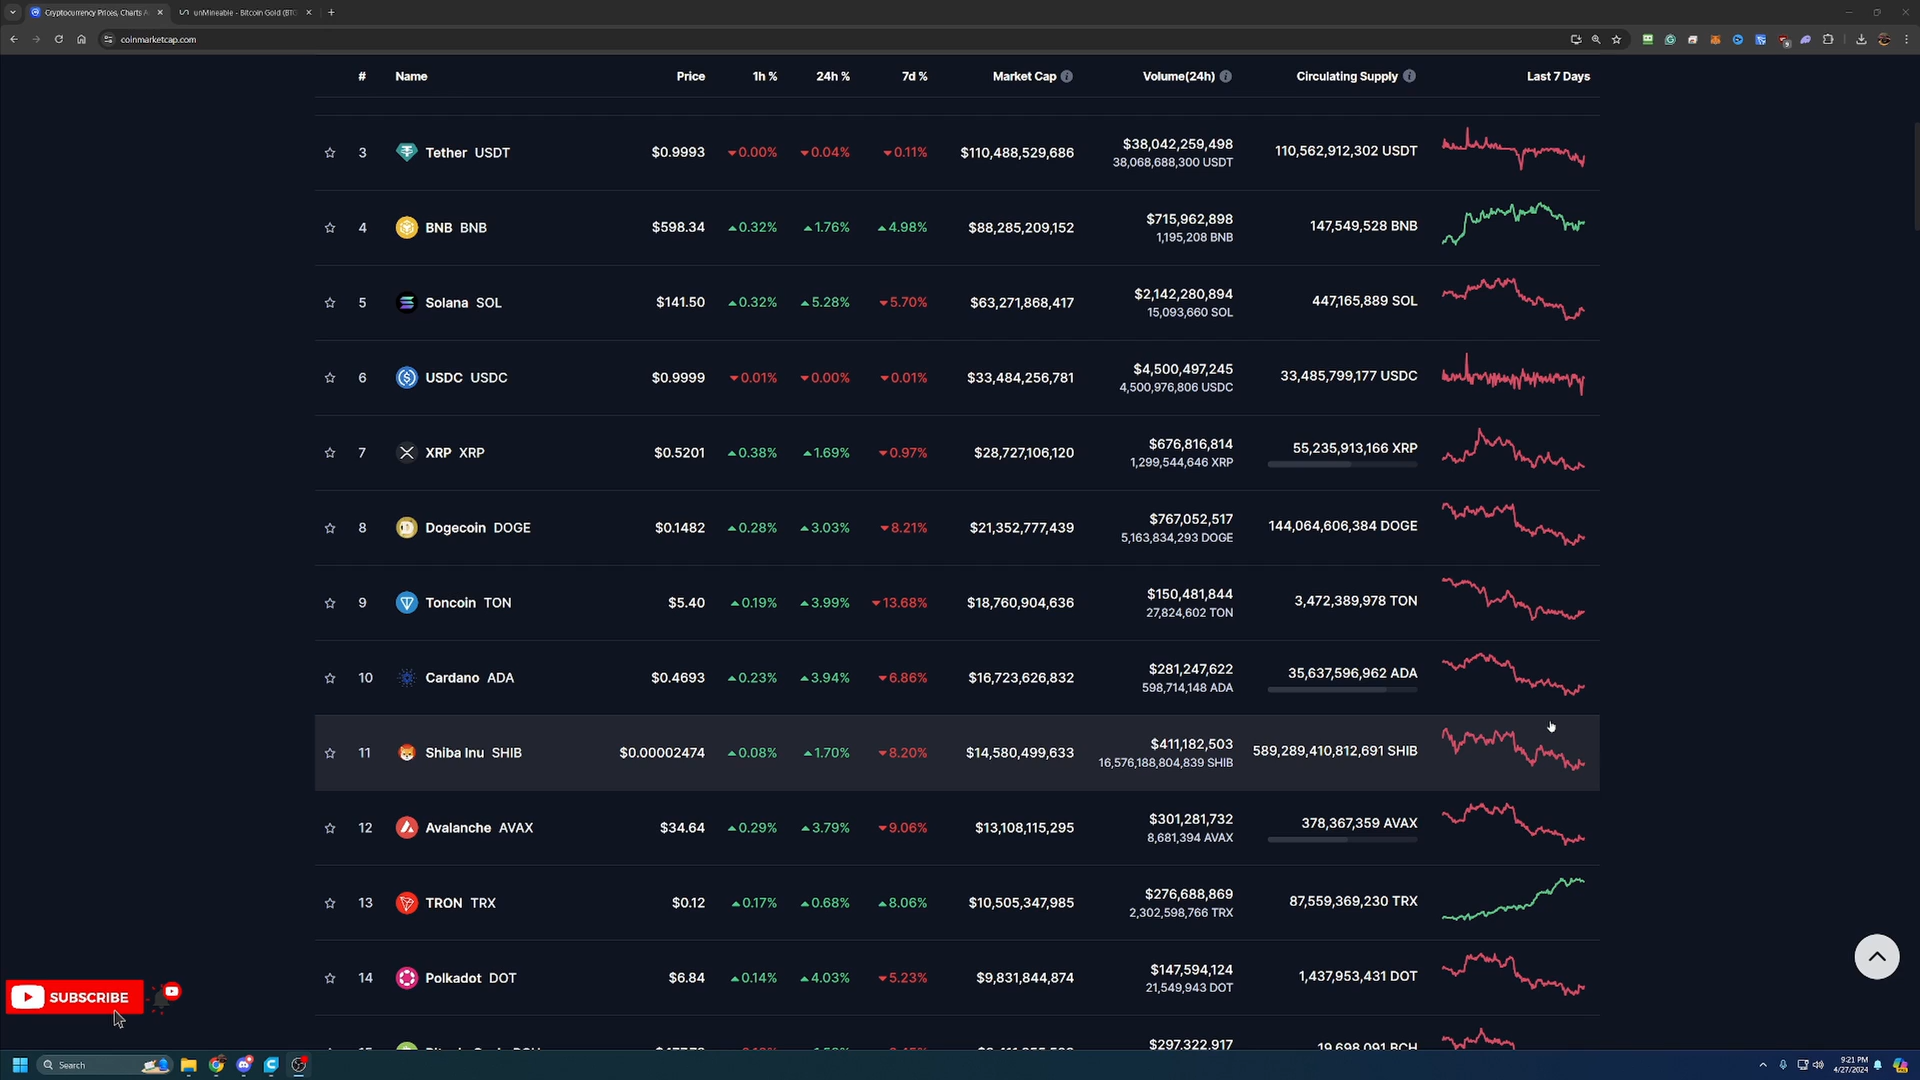 Cryptocurrency Prices, Charts A
unMineable - Bitcoin Gold (BTG
coinmarketcap.com
# Name Price 1h % 24h % 7d % Market Cap Volume(24h) Circulating Supply Last 7 Days
3 Tether USDT $0.9993 0.00% 0.04% 0.11% $110,488,529,686 $38,042,259,498 110,562,912,302 USDT
38,068,688,300 USDT
4 BNB BNB $598.34 0.32% 1.76% 4.98% $88,285,209,152 $715,962,898 147,549,528 BNB
1,195,208 BNB
5 Solana SOL $141.50 0.32% 5.28% 5.70% $63,271,868,417 $2,142,280,894 447,165,889 SOL
15,093,660 SOL
6 USDC USDC $0.9999 0.01% 0.00% 0.01% $33,484,256,781 $4,500,497,245 33,485,799,177 USDC
4,500,976,806 USDC
7 XRP XRP $0.5201 0.38% 1.69% 0.97% $28,727,106,120 $676,816,814 55,235,913,166 XRP
1,299,544,646 XRP
8 Dogecoin DOGE $0.1482 0.28% 3.03% 8.21% $21,352,777,439 $767,052,517 144,064,606,384 DOGE
5,163,834,293 DOGE
9 Toncoin TON $5.40 0.19% 3.99% 13.68% $18,760,904,636 $150,481,844 3,472,389,978 TON
27,824,602 TON
10 Cardano ADA $0.4693 0.23% 3.94% 6.86% $16,723,626,832 $281,247,622 35,637,596,962 ADA
598,714,148 ADA
11 Shiba Inu SHIB $0.00002474 0.08% 1.70% 8.20% $14,580,499,633 $411,182,503 589,289,410,812,691 SHIB
16,576,188,804,839 SHIB
12 Avalanche AVAX $34.64 0.29% 3.79% 9.06% $13,108,115,295 $301,281,732 378,367,359 AVAX
8,681,394 AVAX
13 TRON TRX $0.12 0.17% 0.68% 8.06% $10,505,347,985 $276,688,869 87,559,369,230 TRX
2,302,598,766 TRX
14 Polkadot DOT $6.84 0.14% 4.03% 5.23% $9,831,844,874 $147,594,124 1,437,953,431 DOT
21,549,943 DOT
$297,322,917 19,698,091 BCH
SUBSCRIBE
Search
9:21 PM
4/27/2024